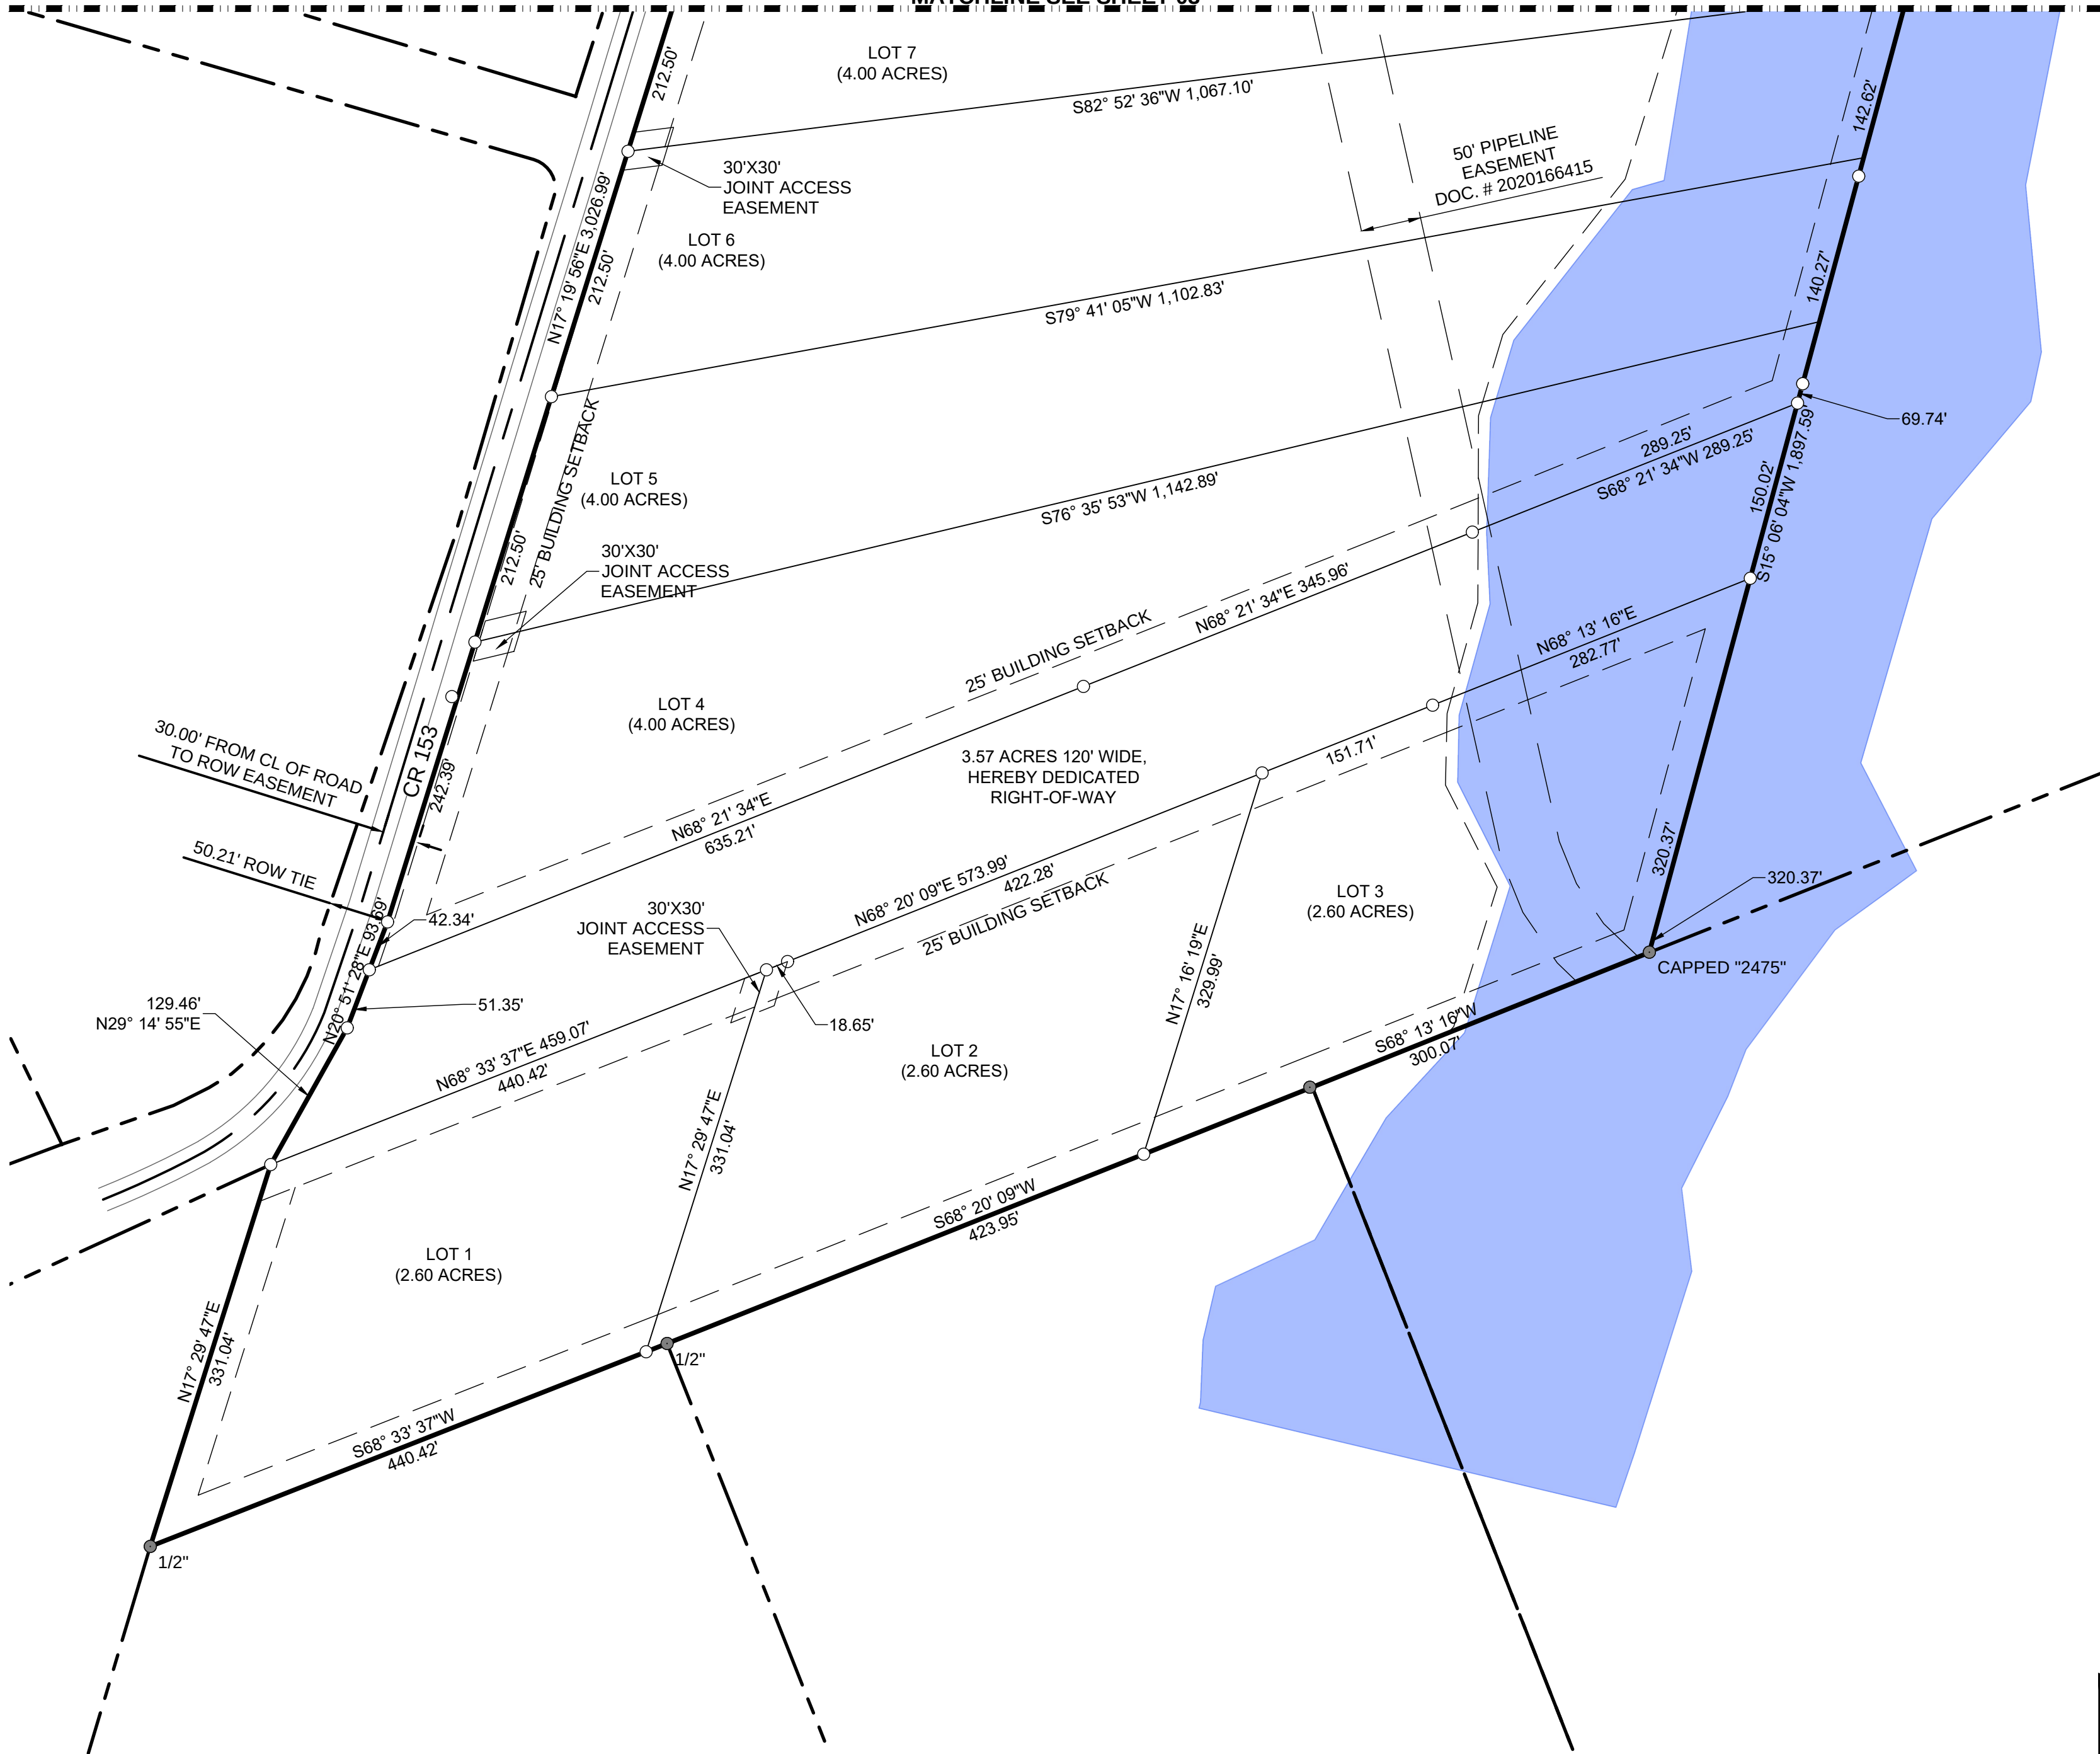 MATCHLINE SEE SHEET 03
LOT 7
(4.00 ACRES)
212.50'
S82° 52' 36"W 1,067.10'
142.62'
50' PIPELINE
EASEMENT
DOC. # 2020166415
30'X30'
JOINT ACCESS
EASEMENT
N17° 19' 56"E 3,026.99'
212.50'
LOT 6
(4.00 ACRES)
140.27'
S79° 41' 05"W 1,102.83'
69.74'
25' BUILDING SETBACK
LOT 5
(4.00 ACRES)
289.25'
S68° 21' 34"W 289.25'
S76° 35' 53"W 1,142.89'
150.02'
S15° 06' 04"W 1,897.59'
212.50'
30'X30'
JOINT ACCESS
EASEMENT
N68° 21' 34"E 345.96'
25' BUILDING SETBACK
N68° 13' 16"E
282.77'
LOT 4
(4.00 ACRES)
30.00' FROM CL OF ROAD
TO ROW EASEMENT
CR 153
242.39'
3.57 ACRES 120' WIDE,
HEREBY DEDICATED
RIGHT-OF-WAY
151.71'
N68° 21' 34"E
635.21'
50.21' ROW TIE
320.37'
320.37'
N68° 20' 09"E 573.99'
422.28'
25' BUILDING SETBACK
LOT 3
(2.60 ACRES)
42.34'
30'X30'
JOINT ACCESS
EASEMENT
N20° 51' 28"E 93.69'
CAPPED "2475"
N17° 16' 19"E
329.99'
129.46'
N29° 14' 55"E
51.35'
18.65'
S68° 13' 16"W
300.07'
N68° 33' 37"E 459.07'
440.42'
LOT 2
(2.60 ACRES)
N17° 29' 47"E
331.04'
S68° 20' 09"W
423.95'
LOT 1
(2.60 ACRES)
N17° 29' 47"E
331.04'
1/2"
S68° 33' 37"W
440.42'
1/2"